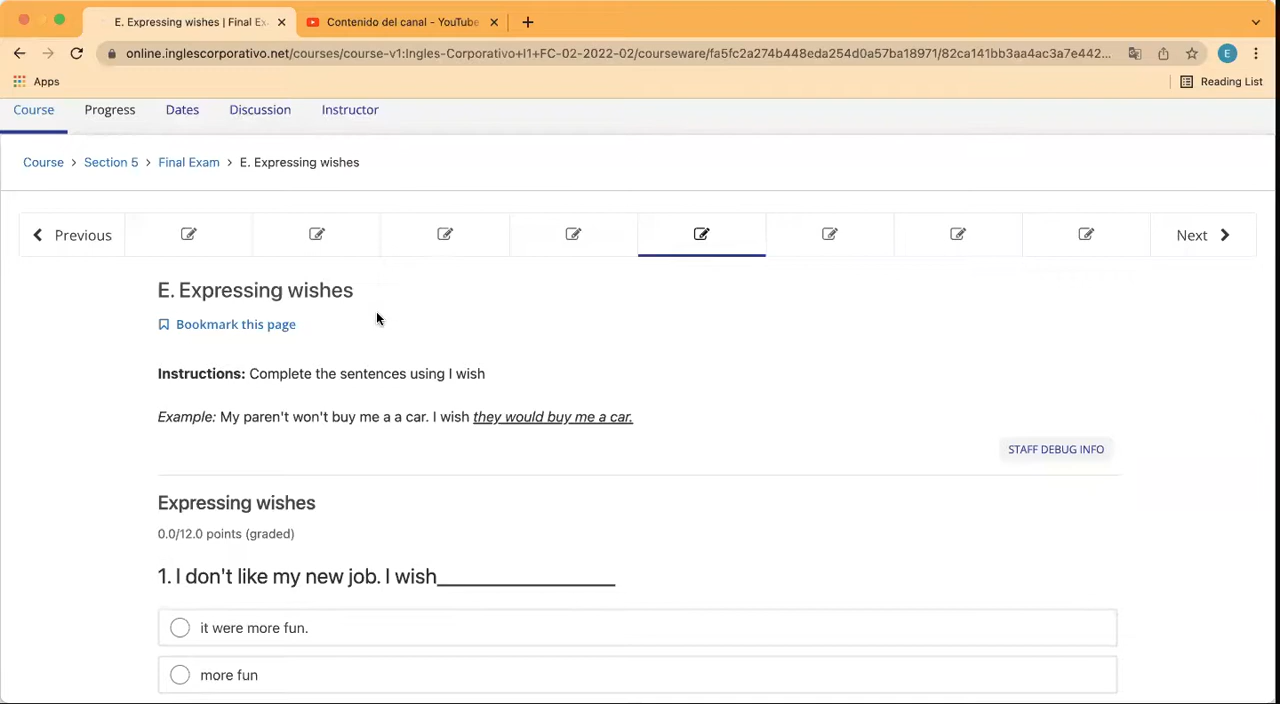 E. Expressing wishes | Final Ex
Contenido del canal - YouTube
online.inglescorporativo.net/courses/course-v1:Ingles-Corporativo+I1+FC-02-2022-02/courseware/fa5fc2a274b448eda254d0a57ba18971/82ca141bb3aa4ac3a7e442...
E
Apps
Reading List
Course
Progress
Dates
Discussion
Instructor
Course > Section 5 > Final Exam > E. Expressing wishes
Previous
Next
E. Expressing wishes
Bookmark this page
Instructions: Complete the sentences using I wish
Example: My paren't won't buy me a a car. I wish they would buy me a car.
STAFF DEBUG INFO
Expressing wishes
0.0/12.0 points (graded)
1. I don't like my new job. I wish__________________
it were more fun.
more fun